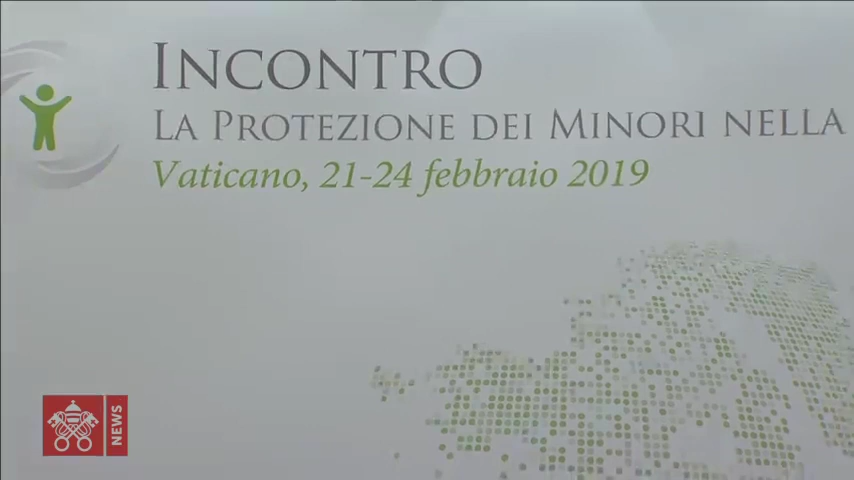 INCONTRO
LA PROTEZIONE DEI MINORI NELLA
Vaticano, 21-24 febbraio 2019
NEWS